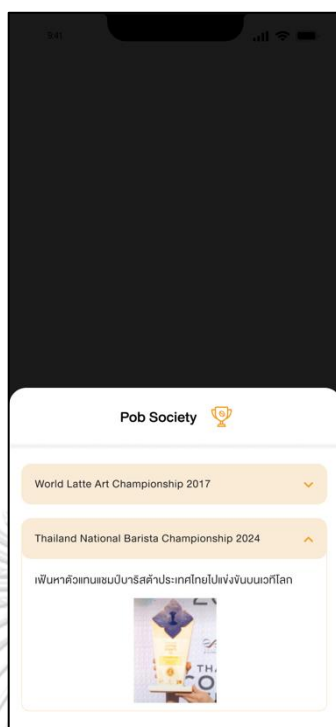 9:41
Pob Society
World Latte Art Championship 2017
Thailand National Barista Championship 2024
เฟ้นหาตัวแทนแชมป์บาริสต้าประเทศไทยไปแข่งขันบนเวทีโลก